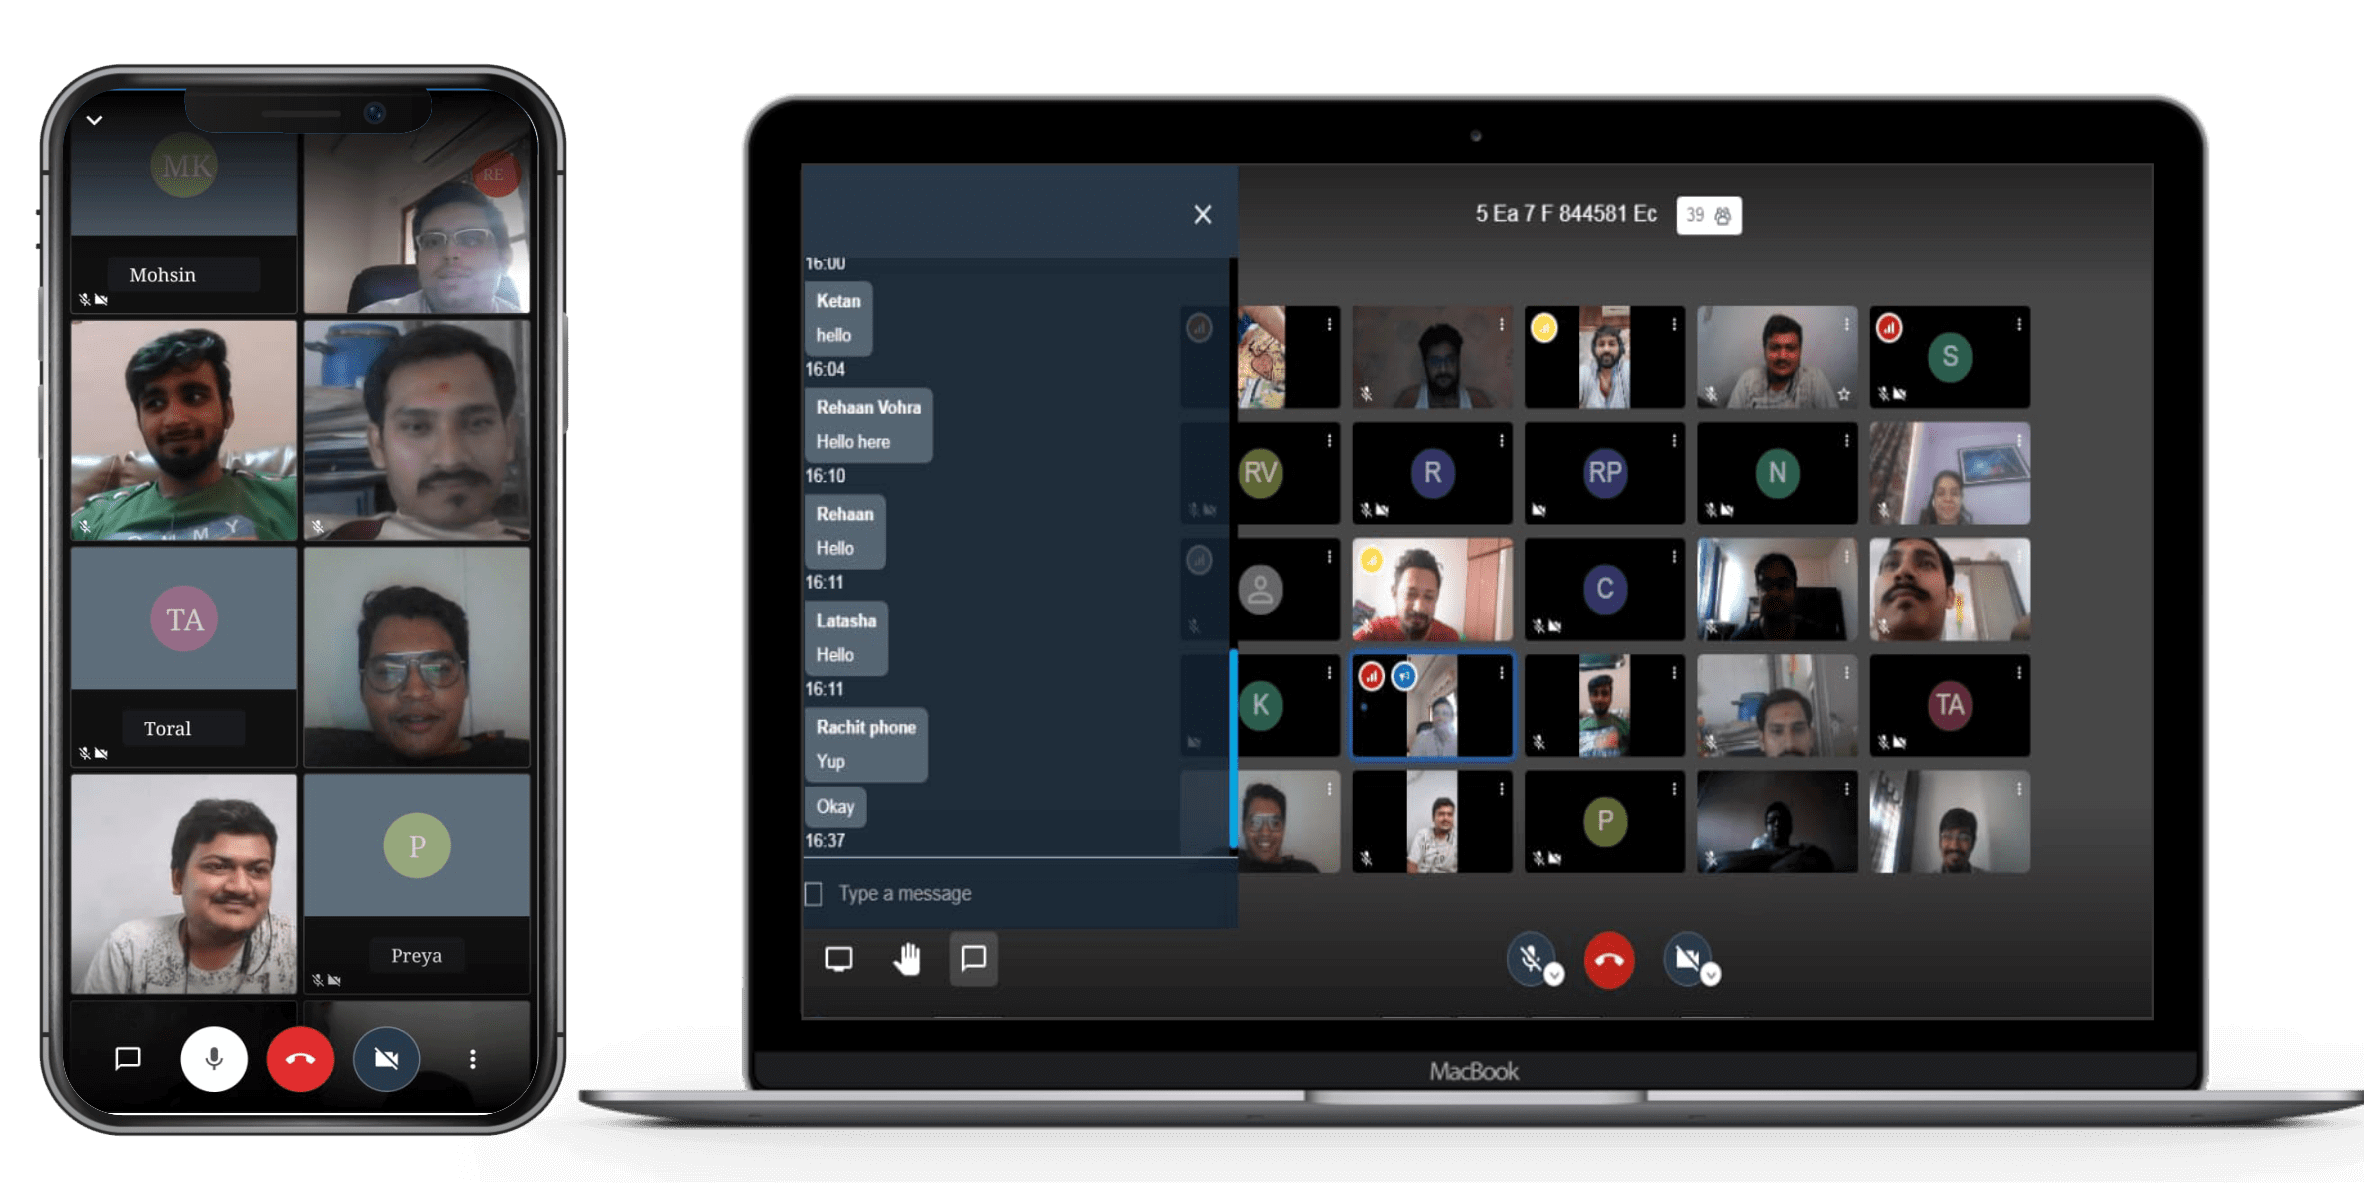 MK
RE
Mohsin
M Y
TA
Toral
P
Preya
5 Ea 7 F 844581 Ec
39
16:00
Ketan
hello
16:04
Rehaan Vohra
Hello here
16:10
Rehaan
Hello
16:11
Latasha
Hello
16:11
Rachit phone
Yup
Okay
16:37
Type a message
S
RV
R
RP
N
C
K
TA
P
MacBook